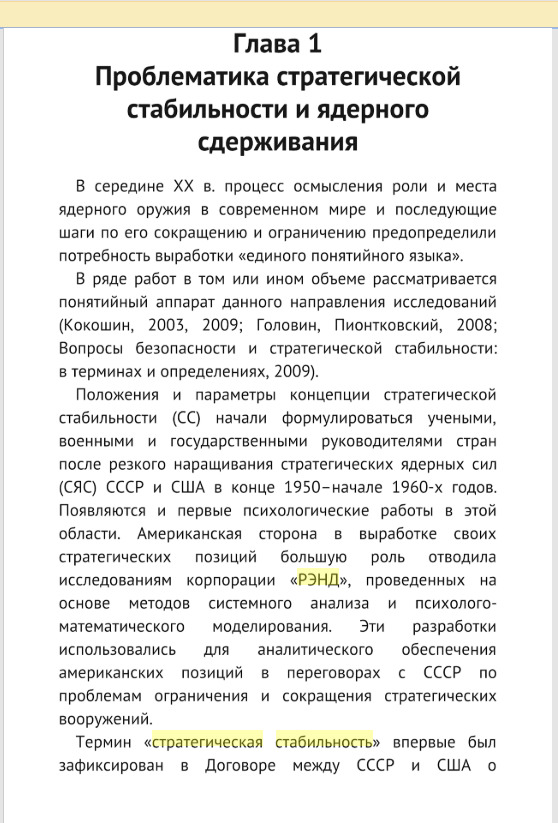 Глава 1
Проблематика стратегической
стабильности и ядерного
сдерживания
В середине XX в. процесс осмысления роли и места
ядерного оружия в современном мире и последующие
шаги по его сокращению и ограничению предопределили
потребность выработки «единого понятийного языка».
В ряде работ в том или ином объеме рассматривается
понятийный аппарат данного направления исследований
(Кокошин, 2003, 2009; Головин, Пионтковский, 2008;
Вопросы безопасности и стратегической стабильности:
в терминах и определениях, 2009).
Положения и параметры концепции стратегической
стабильности (СС) начали формулироваться учеными,
военными и государственными руководителями стран
после резкого наращивания стратегических ядерных сил
(СЯС) СССР и США в конце 1950–начале 1960-х годов.
Появляются и первые психологические работы в этой
области. Американская сторона в выработке своих
стратегических позиций большую роль отводила
исследованиям корпорации «РЭНД», проведенных на
основе методов системного анализа и психолого-
математического моделирования. Эти разработки
использовались для аналитического обеспечения
американских позиций в переговорах с СССР по
проблемам ограничения и сокращения стратегических
вооружений.
Термин «стратегическая стабильность» впервые был
зафиксирован в Договоре между СССР и США о